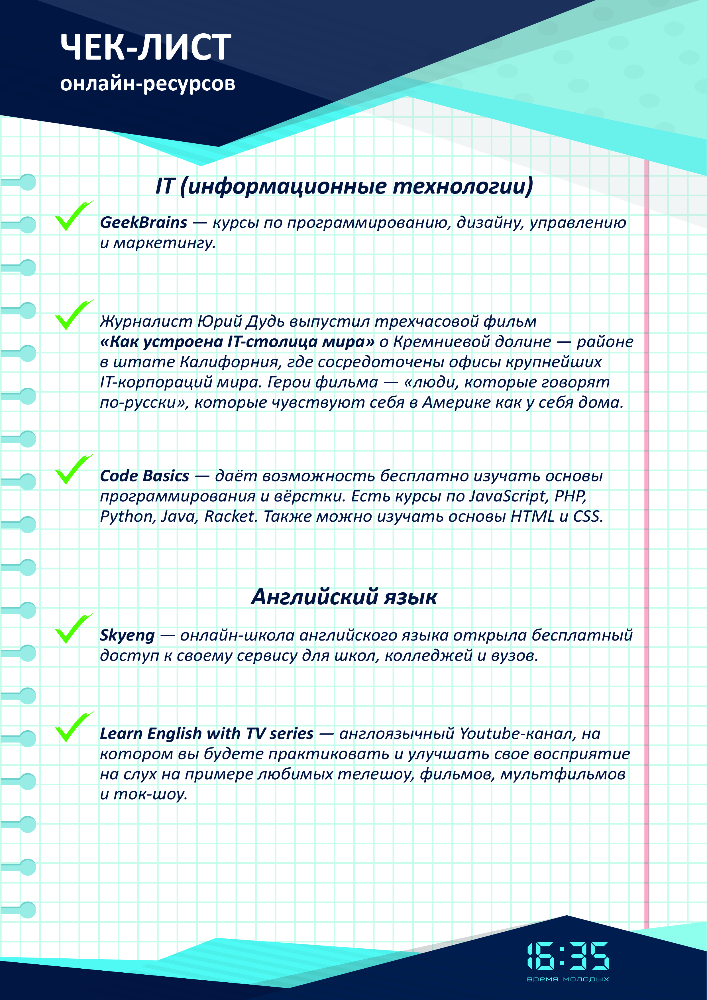 ЧЕК-ЛИСТ
онлайн-ресурсов
IT (информационные технологии)
GeekBrains — курсы по программированию, дизайну, управлению
и маркетингу.
Журналист Юрий Дудь выпустил трехчасовой фильм
«Как устроена IT-столица мира» о Кремниевой долине — районе
в штате Калифорния, где сосредоточены офисы крупнейших
IT-корпораций мира. Герои фильма — «люди, которые говорят
по-русски», которые чувствуют себя в Америке как у себя дома.
Code Basics — даёт возможность бесплатно изучать основы
программирования и вёрстки. Есть курсы по JavaScript, PHP,
Python, Java, Racket. Также можно изучать основы HTML и CSS.
Английский язык
Skyeng — онлайн-школа английского языка открыла бесплатный
доступ к своему сервису для школ, колледжей и вузов.
Learn English with TV series — англоязычный Youtube-канал, на
котором вы будете практиковать и улучшать свое восприятие
на слух на примере любимых телешоу, фильмов, мультфильмов
и ток-шоу.
16:35
время молодых